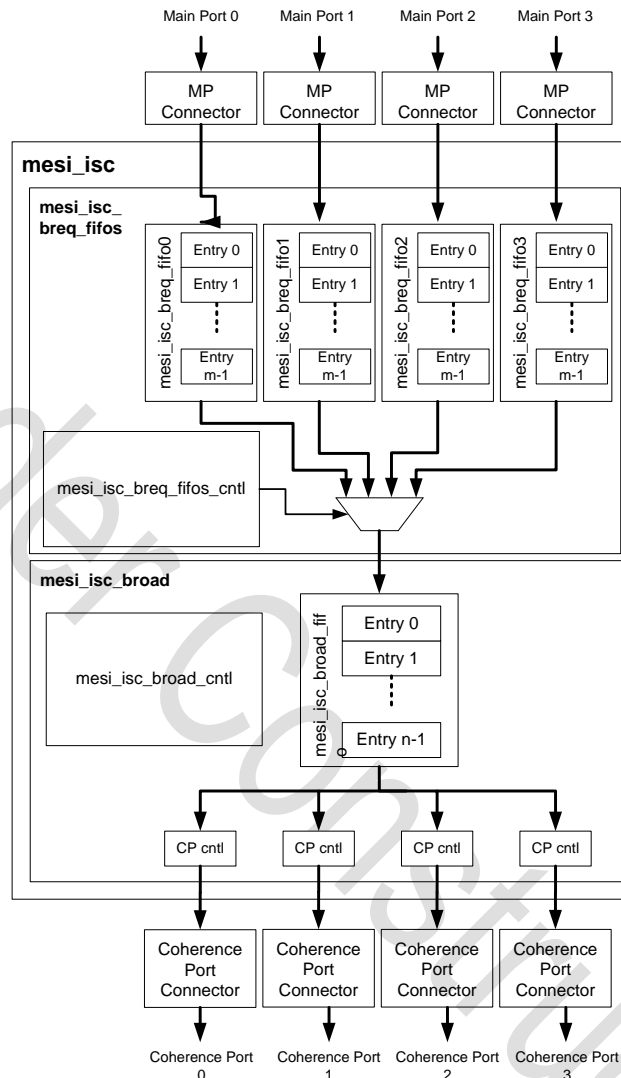 Main Port 0
Main Port 1
Main Port 2
Main Port 3
MP
Connector
MP
Connector
MP
Connector
MP
Connector
mesi_isc
mesi_isc_
breq_fifos
mesi_isc_breq_fifo0
Entry 0
Entry 1
Entry
m-1
mesi_isc_breq_fifo1
Entry 0
Entry 1
Entry
m-1
mesi_isc_breq_fifo2
Entry 0
Entry 1
Entry
m-1
mesi_isc_breq_fifo3
Entry 0
Entry 1
Entry
m-1
mesi_isc_breq_fifos_cntl
mesi_isc_broad
mesi_isc_broad_cntl
mesi_isc_broad_fif
o
Entry 0
Entry 1
Entry n-1
CP cntl
CP cntl
CP cntl
CP cntl
Coherence
Port
Connector
Coherence
Port
Connector
Coherence
Port
Connector
Coherence
Port
Connector
Coherence Port
0
Coherence Port
1
Coherence Port
2
Coherence Port
3